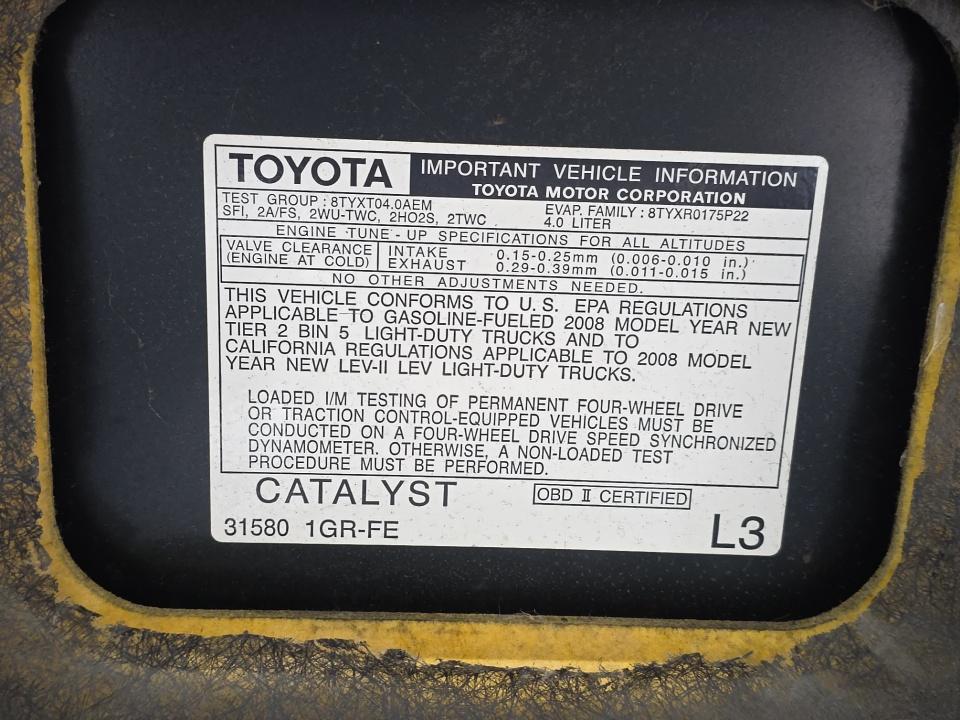 TOYOTA IMPORTANT VEHICLE INFORMATION
TOYOTA MOTOR CORPORATION
TEST GROUP : 8TYXT04.0AEM EVAP. FAMILY : 8TYXR0175P22
SFI, 2A/FS, 2WU-TWC, 2HO2S, 2TWC 4.0 LITER
ENGINE TUNE - UP SPECIFICATIONS FOR ALL ALTITUDES
VALVE CLEARANCE INTAKE 0.15-0.25mm (0.006-0.010 in.)
(ENGINE AT COLD) EXHAUST 0.29-0.39mm (0.011-0.015 in.)
NO OTHER ADJUSTMENTS NEEDED.
THIS VEHICLE CONFORMS TO U.S. EPA REGULATIONS
APPLICABLE TO GASOLINE-FUELED 2008 MODEL YEAR NEW
TIER 2 BIN 5 LIGHT-DUTY TRUCKS AND TO
CALIFORNIA REGULATIONS APPLICABLE TO 2008 MODEL
YEAR NEW LEV-II LEV LIGHT-DUTY TRUCKS.
LOADED I/M TESTING OF PERMANENT FOUR-WHEEL DRIVE
OR TRACTION CONTROL-EQUIPPED VEHICLES MUST BE
CONDUCTED ON A FOUR-WHEEL DRIVE SPEED SYNCHRONIZED
DYNAMOMETER. OTHERWISE, A NON-LOADED TEST
PROCEDURE MUST BE PERFORMED.
CATALYST OBD II CERTIFIED
31580 1GR-FE L3